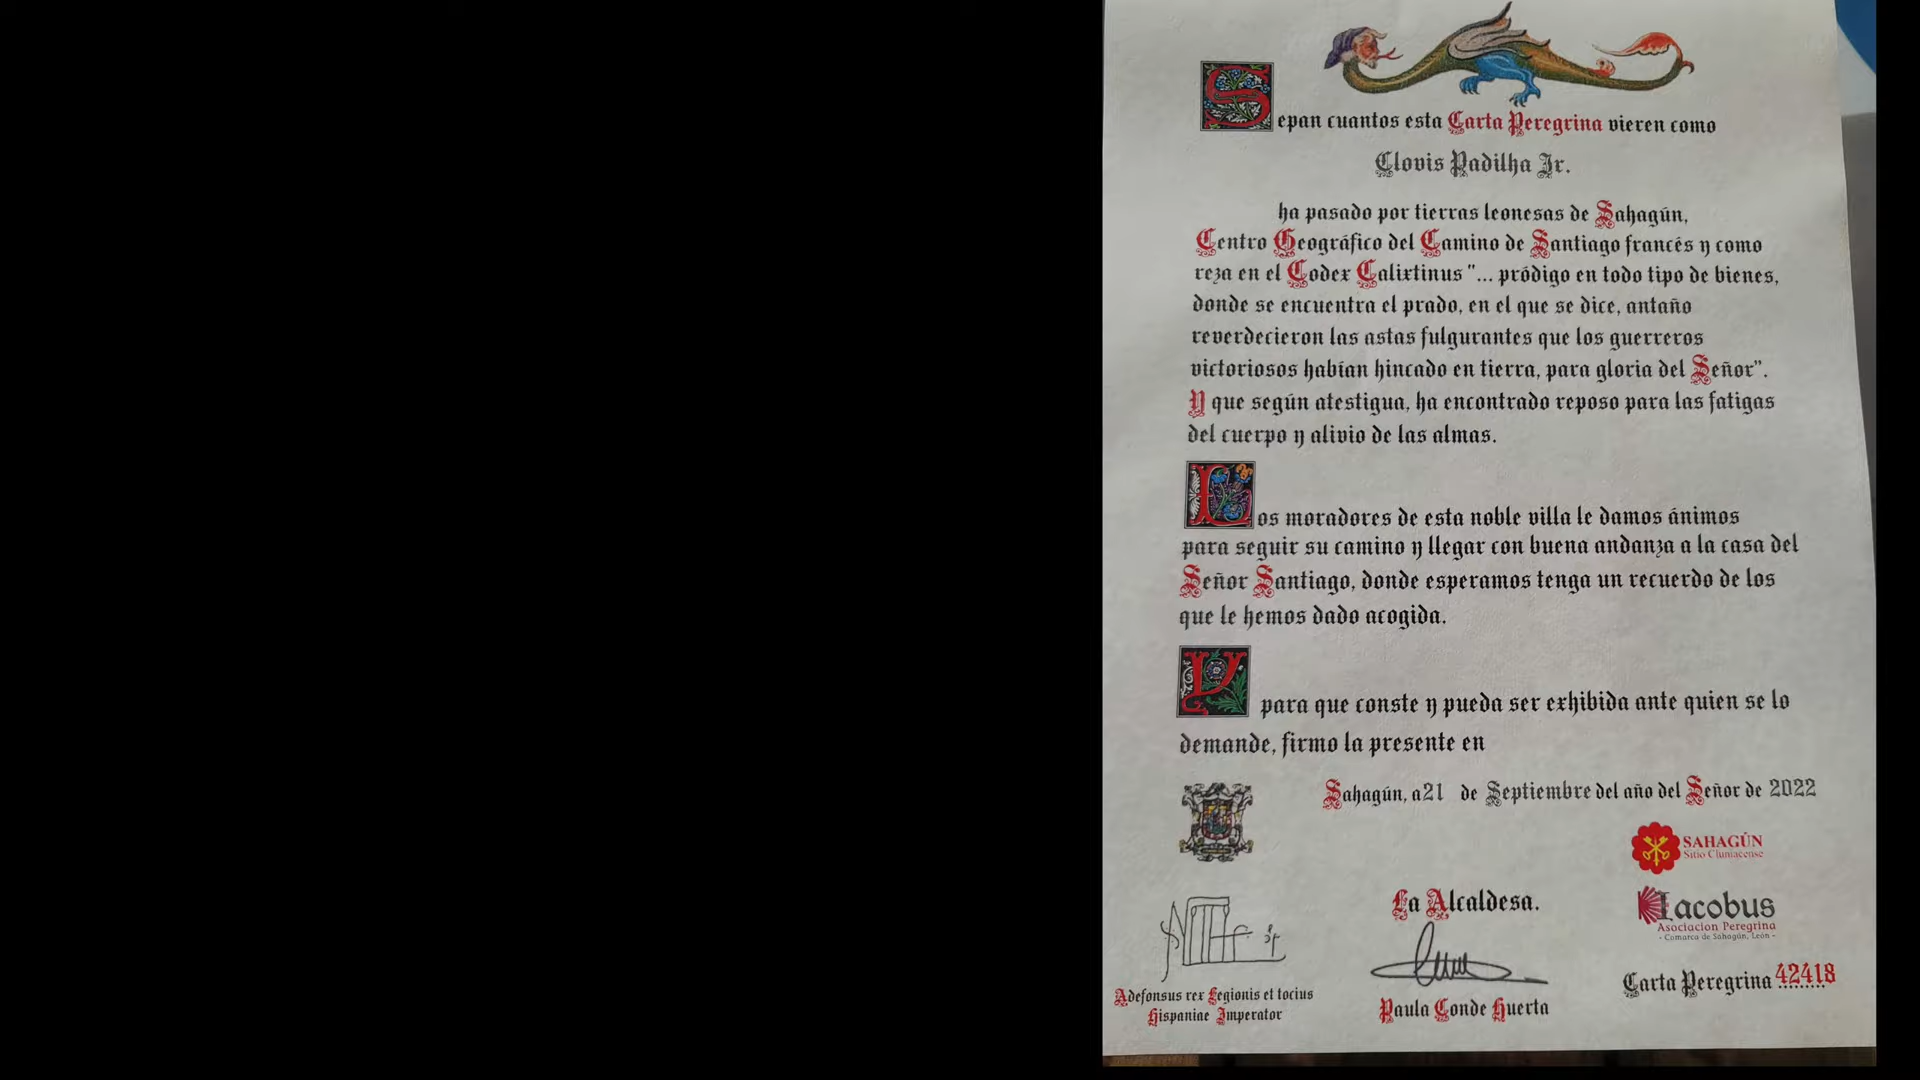 Sepan cuantos esta Carta Peregrina vieren como
Clovis Padilha Jr.
ha pasado por tierras leonesas de Sahagún,
Centro Geográfico del Camino de Santiago francés y como
reza en el Codex Calixtinus "... pródigo en todo tipo de bienes,
donde se encuentra el prado, en el que se dice, antaño
reverdecieron las astas fulgurantes que los guerreros
victoriosos habían hincado en tierra, para gloria del Señor".
Y que según atestigua, ha encontrado reposo para las fatigas
del cuerpo y alivio de las almas.
Los moradores de esta noble villa le damos ánimos
para seguir su camino y llegar con buena andanza a la casa del
Señor Santiago, donde esperamos tenga un recuerdo de los
que le hemos dado acogida.
Y para que conste y pueda ser exhibida ante quien se lo
demande, firmo la presente en
Sahagún, a 21 de Septiembre del año del Señor de 2022
SAHAGÚN
Sitio Cluniacense
La Alcaldesa.
Iacobus
Asociacion Peregrina
- Comarca de Sahagún, León -
Carta Peregrina 42418
Adefonsus rex Legionis et tocius
Hispaniae Imperator
Paula Conde Huerta